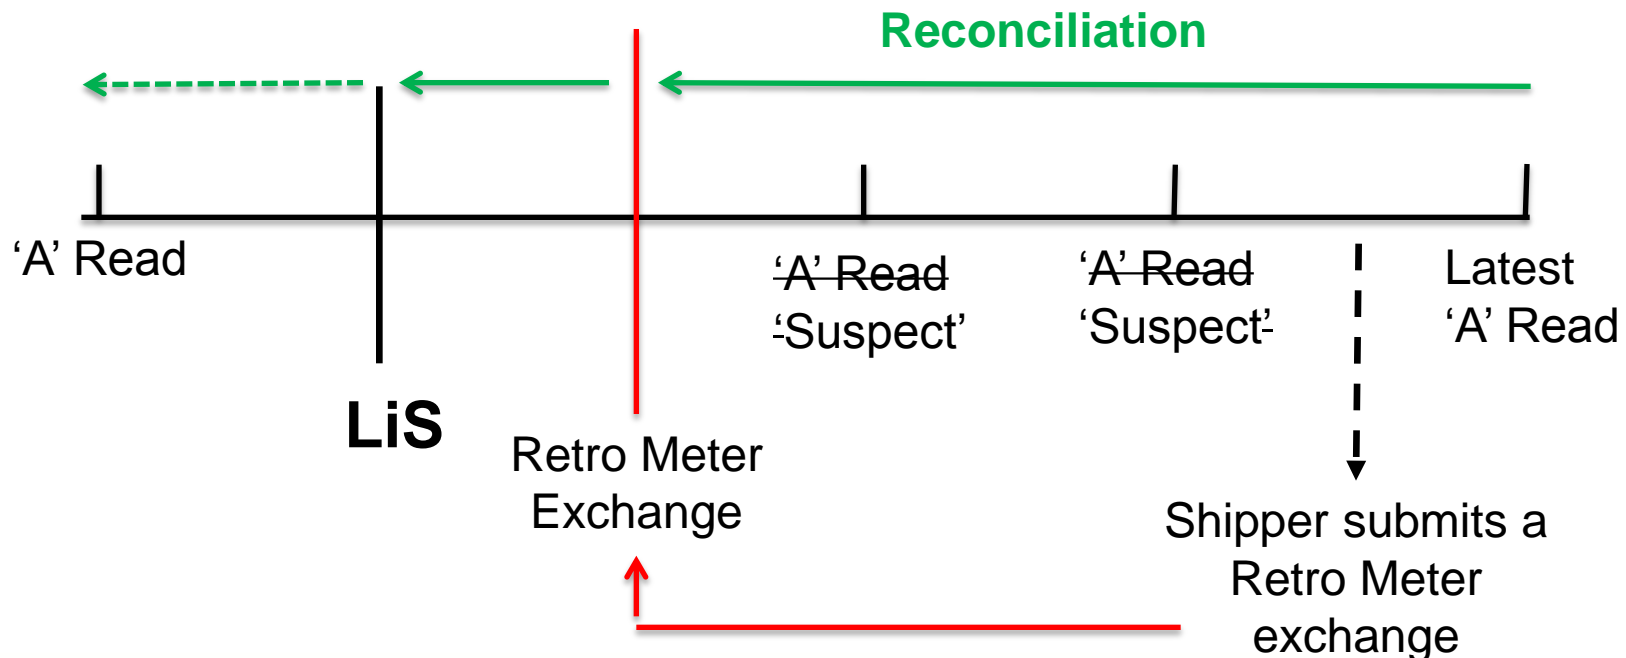 Reconciliation
‘A’ Read
‘A’ Read
‘Suspect’
‘A’ Read
‘Suspect’
Latest
‘A’ Read
LiS
Retro Meter
Exchange
Shipper submits a
Retro Meter
exchange